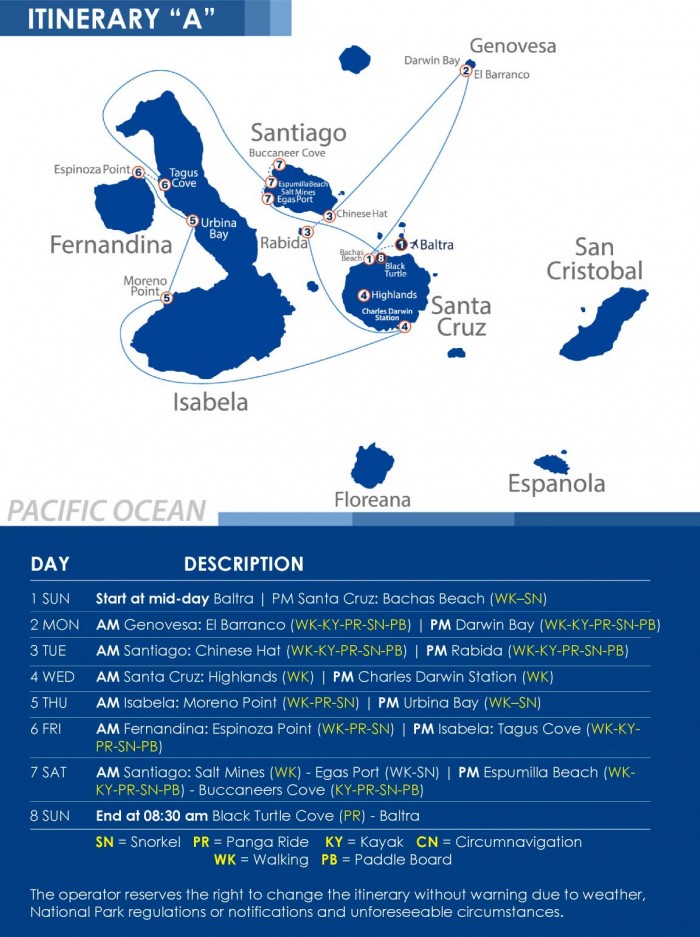 ITINERARY “A”
Genovesa
Darwin Bay
2
El Barranco
Santiago
Buccaneer Cove
7
Espinoza Point
6
Tagus
Cove
6
7
Espumilla Beach
Salt Mines
7
Egas Port
3
Chinese Hat
5
Urbina
Bay
Fernandina
Rabida
3
1
Baltra
Bachas
Beach
1
8
Black
Turtle
San
Cristobal
Moreno
Point
5
4
Highlands
Charles Darwin
Station
4
Santa
Cruz
Isabela
Floreana
Espanola
PACIFIC OCEAN
DAY DESCRIPTION
1 SUN Start at mid-day Baltra | PM Santa Cruz: Bachas Beach (WK–SN)
2 MON AM Genovesa: El Barranco (WK-KY-PR-SN-PB) | PM Darwin Bay (WK-KY-PR-SN-PB)
3 TUE AM Santiago: Chinese Hat (WK-KY-PR-SN-PB) | PM Rabida (WK-KY-PR-SN-PB)
4 WED AM Santa Cruz: Highlands (WK) | PM Charles Darwin Station (WK)
5 THU AM Isabela: Moreno Point (WK-PR-SN) | PM Urbina Bay (WK–SN)
6 FRI AM Fernandina: Espinoza Point (WK-PR-SN) | PM Isabela: Tagus Cove (WK-KY-
PR-SN-PB)
7 SAT AM Santiago: Salt Mines (WK) - Egas Port (WK-SN) | PM Espumilla Beach (WK-
KY-PR-SN-PB) - Buccaneers Cove (KY-PR-SN-PB)
8 SUN End at 08:30 am Black Turtle Cove (PR) - Baltra
SN = Snorkel PR = Panga Ride KY = Kayak CN = Circumnavigation
WK = Walking PB = Paddle Board
The operator reserves the right to change the itinerary without warning due to weather,
National Park regulations or notifications and unforeseeable circumstances.